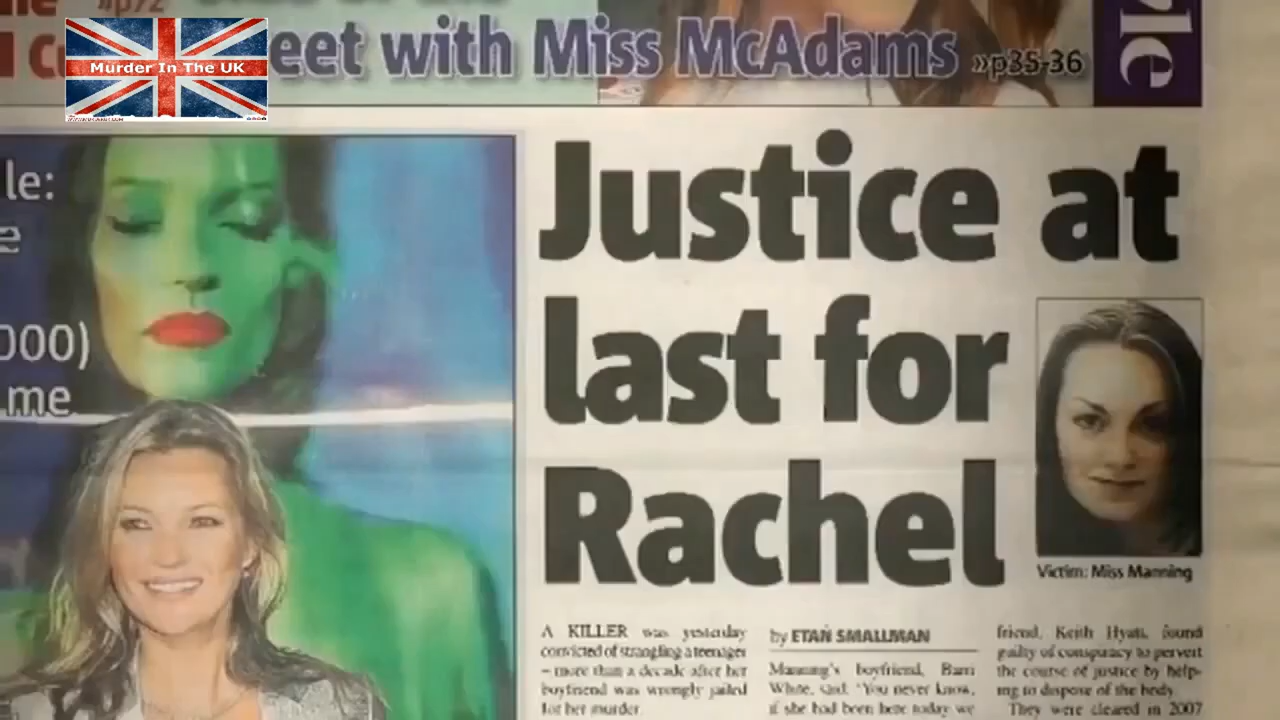 »p72
eet with Miss McAdams »p35-36
Murder In The UK
le:
e
000)
me
Justice at
last for
Rachel
Victim: Miss Manning
A KILLER was yesterday
convicted of strangling a teenager
– more than a decade after her
boyfriend was wrongly jailed
for her murder.
by ETAN SMALLMAN
Manning's boyfriend, Barri
White, said: 'You never know,
if she had been here today we
friend, Keith Hyatt, found
guilty of conspiracy to pervert
the course of justice by help-
ing to dispose of the body.
They were cleared in 2007